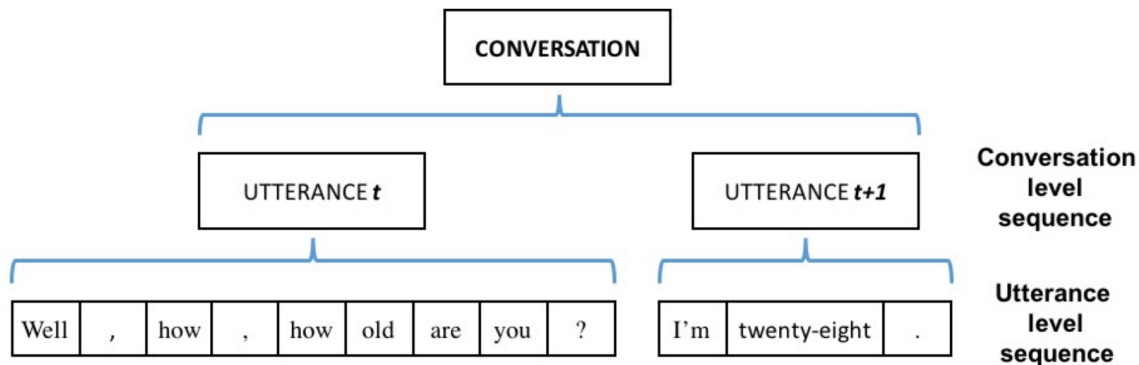 CONVERSATION
UTTERANCE t
UTTERANCE t+1
Conversation
level
sequence
Well , how , how old are you ?
I'm twenty-eight .
Utterance
level
sequence